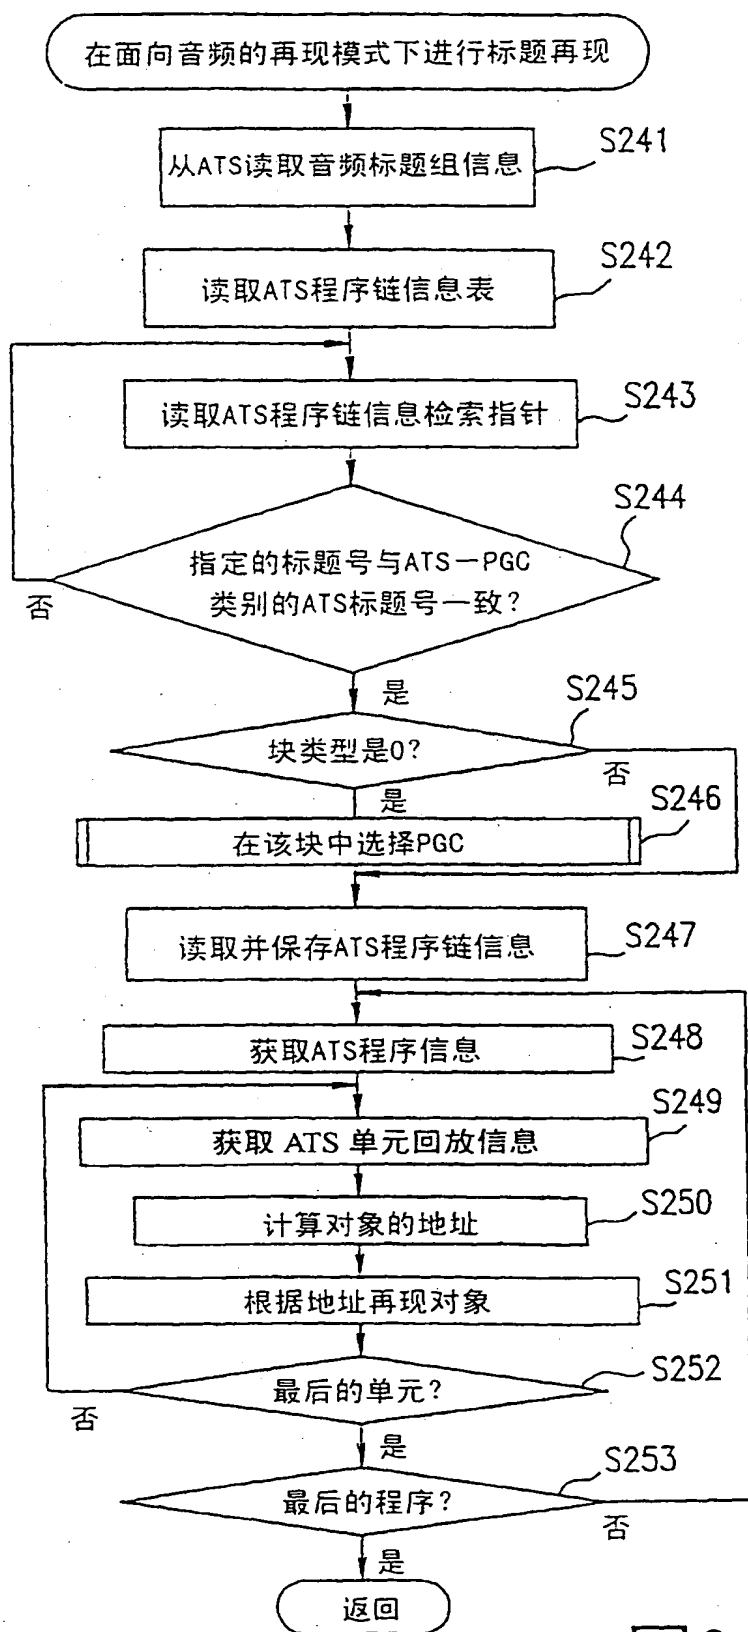 在面向音频的再现模式下进行标题再现
S241
从ATS读取音频标题组信息
S242
读取ATS程序链信息表
S243
读取ATS程序链信息检索指针
S244
指定的标题号与ATS－PGC
类别的ATS标题号一致?
否
是
S245
块类型是0?
否
是
S246
在该块中选择PGC
S247
读取并保存ATS程序链信息
S248
获取ATS程序信息
S249
获取 ATS 单元回放信息
S250
计算对象的地址
S251
根据地址再现对象
S252
最后的单元?
否
是
S253
最后的程序?
否
是
返回